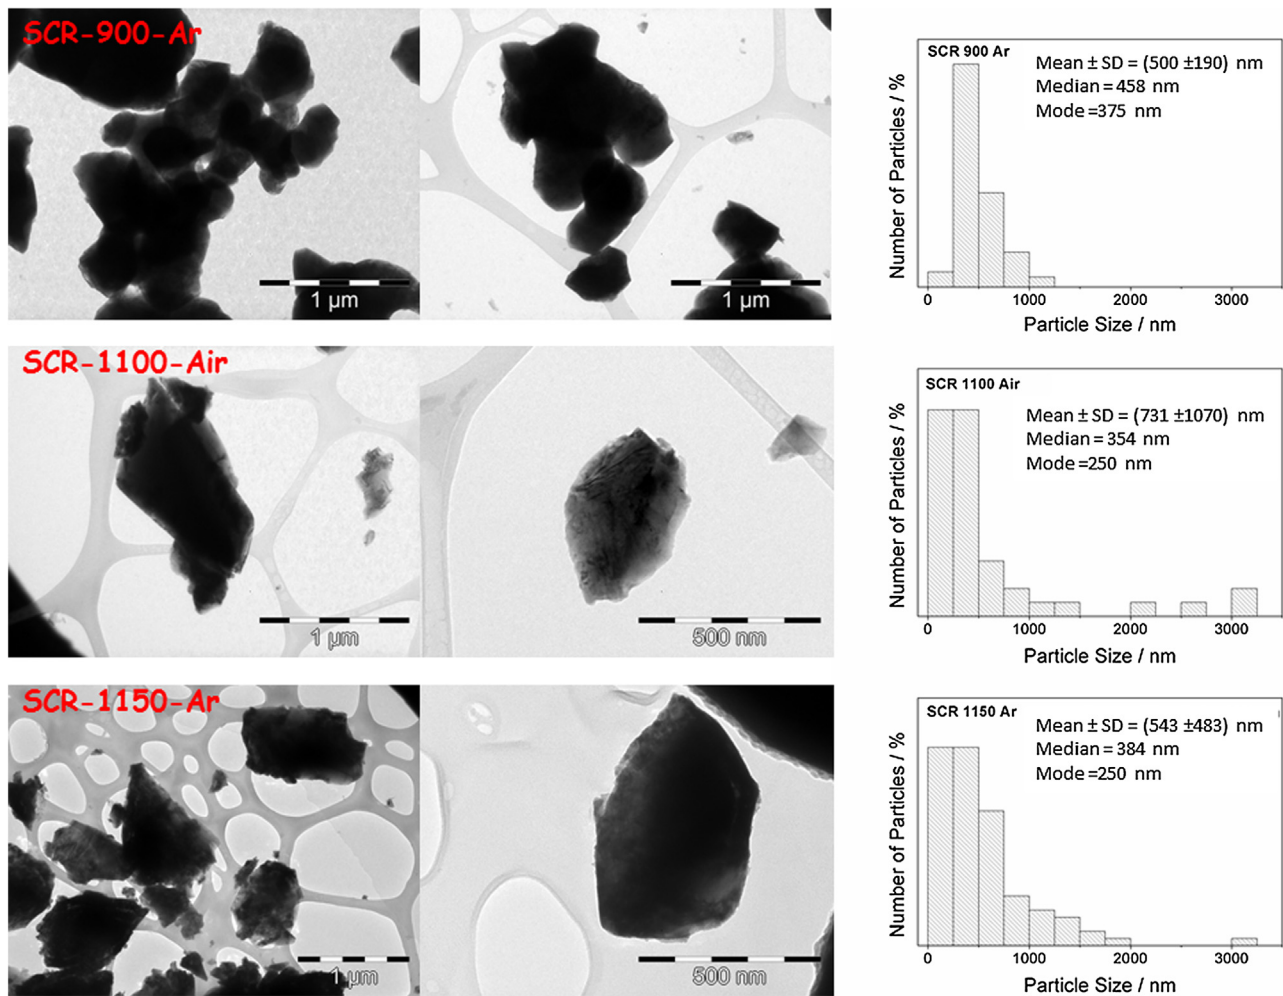 SCR-900-Ar
1 µm
1 µm
SCR 900 Ar
Mean ± SD = (500 ±190) nm
Median = 458 nm
Mode =375 nm
Number of Particles / %
0 1000 2000 3000
Particle Size / nm
SCR-1100-Air
1 µm
500 nm
SCR 1100 Air
Mean ± SD = (731 ±1070) nm
Median = 354 nm
Mode =250 nm
Number of Particles / %
0 1000 2000 3000
Particle Size / nm
SCR-1150-Ar
1 µm
500 nm
SCR 1150 Ar
Mean ± SD = (543 ±483) nm
Median = 384 nm
Mode =250 nm
Number of Particles / %
0 1000 2000 3000
Particle Size / nm